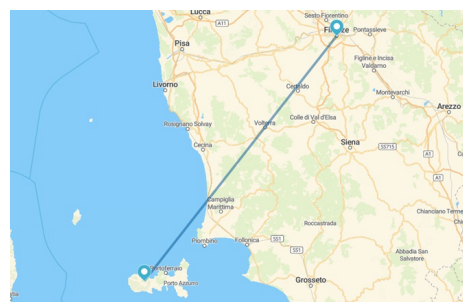 Lucca
A11
Sesto Fiorentino
Pontassieve
Pisa
Figline e Incisa
Valdarno
Livorno
Certaldo
Montevarchi
Arezzo
Rosignano Solvay
Volterra
Colle di Val d'Elsa
Cecina
Siena
SS715
A1
Campiglia
Marittima
Chianciano Terme
Roccastrada
Piombino
Follonica
SS1
SS1
Abbadia San
Salvatore
Portoferraio
Porto Azzurro
Grosseto